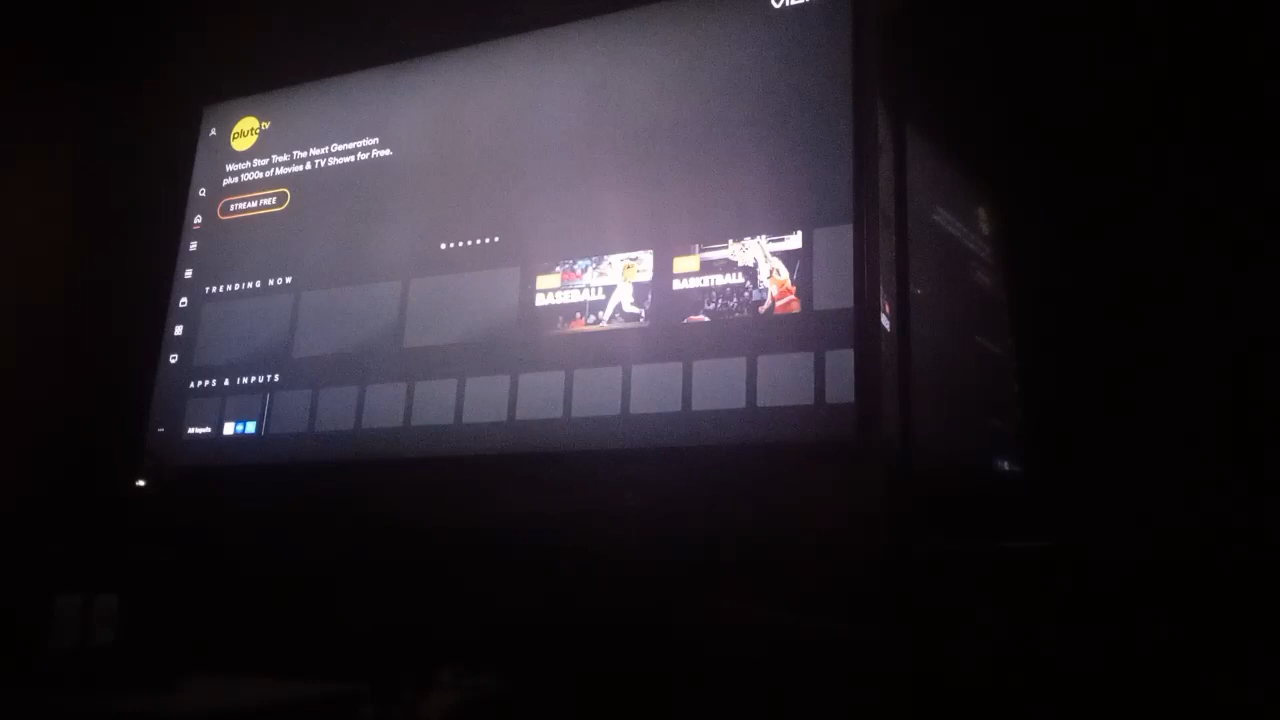 pluto tv
Watch Star Trek: The Next Generation
plus 1000s of Movies & TV Shows for Free.
STREAM FREE
TRENDING NOW
BASEBALL
BASKETBALL
APPS & INPUTS
All Inputs